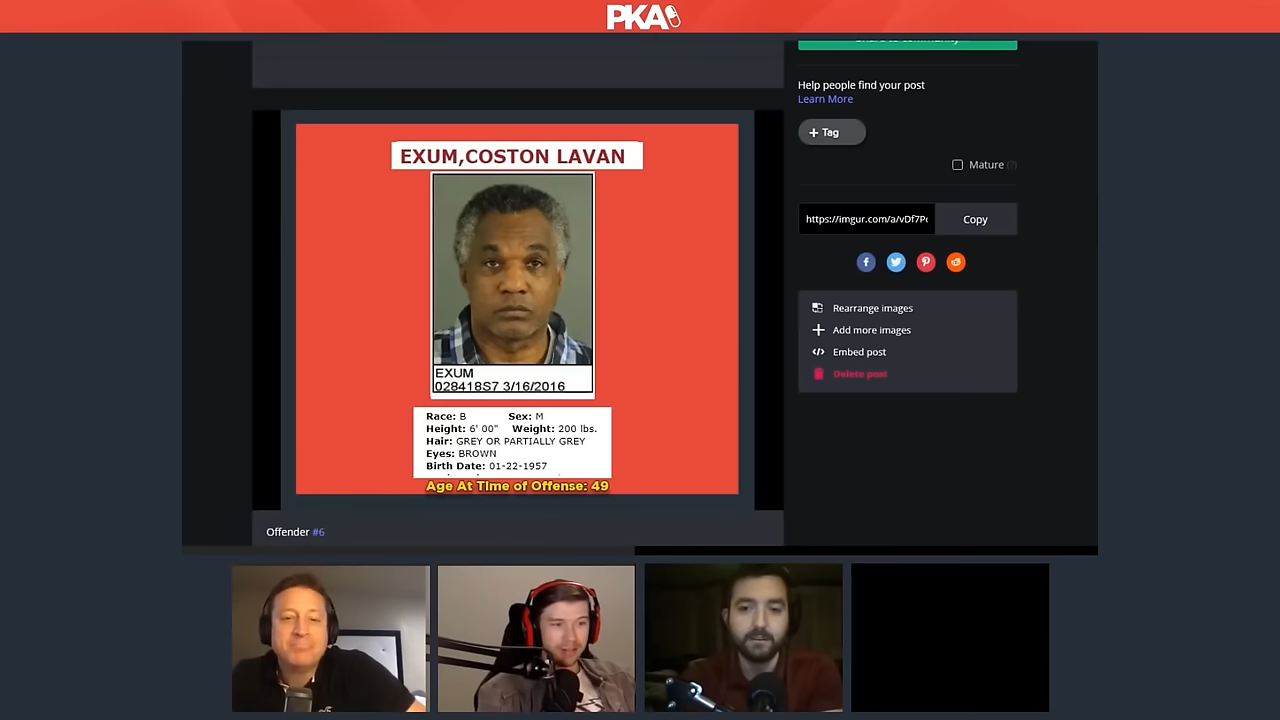 PKA
Help people find your post
Learn More
+ Tag
Mature (?)
https://imgur.com/a/vDf7P
Copy
Rearrange images
Add more images
Embed post
Delete post
EXUM,COSTON LAVAN
EXUM
028418S7 3/16/2016
Race: B Sex: M
Height: 6' 00" Weight: 200 lbs.
Hair: GREY OR PARTIALLY GREY
Eyes: BROWN
Birth Date: 01-22-1957
Age At Time of Offense: 49
Offender #6